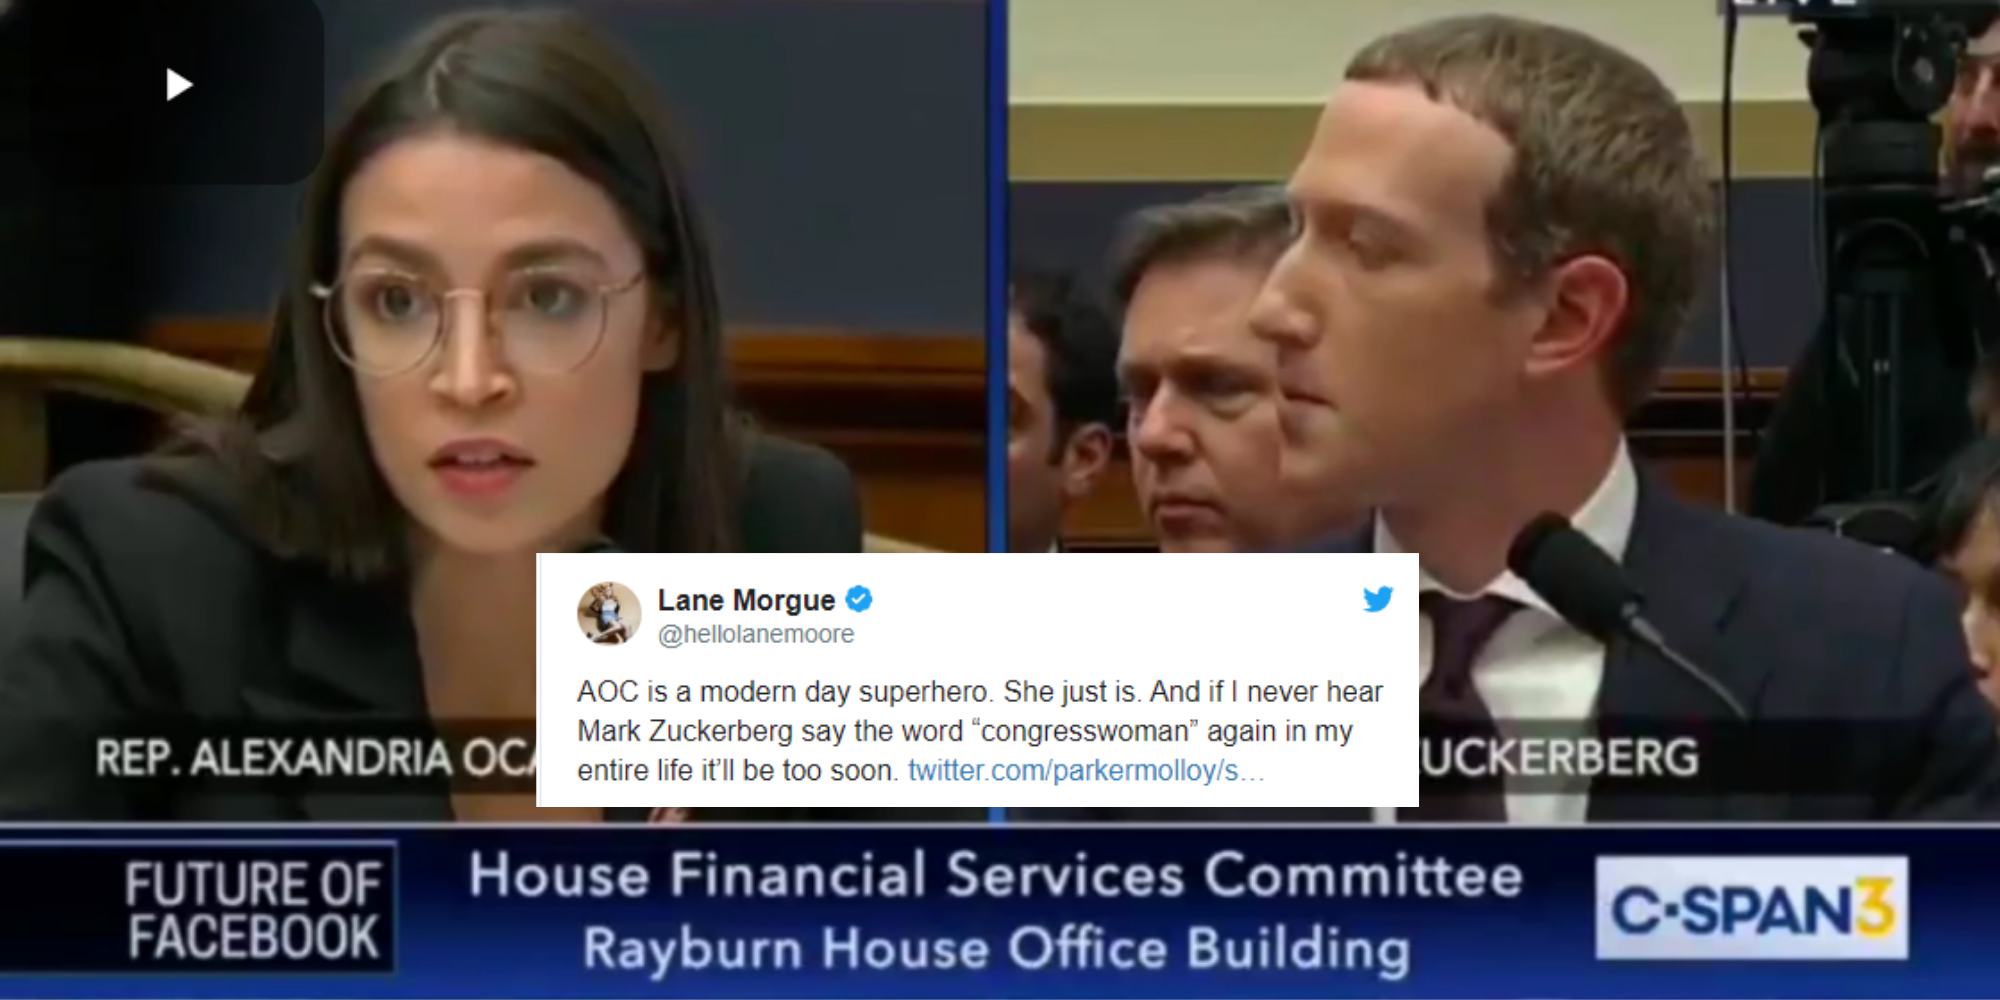 LIVE
Lane Morgue
@hellolanemoore
AOC is a modern day superhero. She just is. And if I never hear
Mark Zuckerberg say the word “congresswoman” again in my
entire life it’ll be too soon. twitter.com/parkermolloy/s…
REP. ALEXANDRIA OCA
UCKERBERG
FUTURE OF
FACEBOOK
House Financial Services Committee
Rayburn House Office Building
C-SPAN3